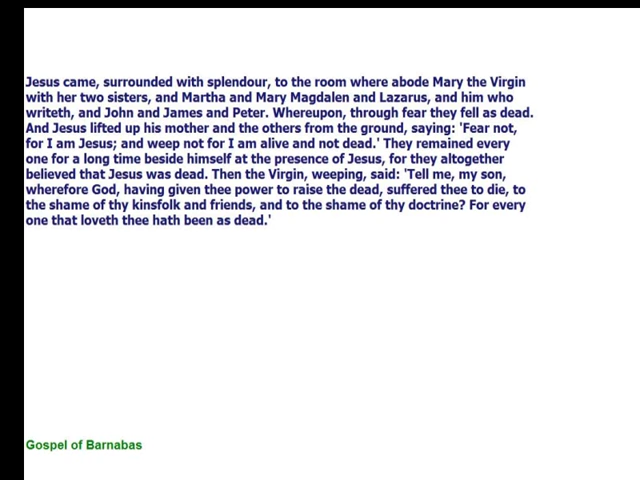 Jesus came, surrounded with splendour, to the room where abode Mary the Virgin
with her two sisters, and Martha and Mary Magdalen and Lazarus, and him who
writeth, and John and James and Peter. Whereupon, through fear they fell as dead.
And Jesus lifted up his mother and the others from the ground, saying: 'Fear not,
for I am Jesus; and weep not for I am alive and not dead.' They remained every
one for a long time beside himself at the presence of Jesus, for they altogether
believed that Jesus was dead. Then the Virgin, weeping, said: 'Tell me, my son,
wherefore God, having given thee power to raise the dead, suffered thee to die, to
the shame of thy kinsfolk and friends, and to the shame of thy doctrine? For every
one that loveth thee hath been as dead.'
Gospel of Barnabas